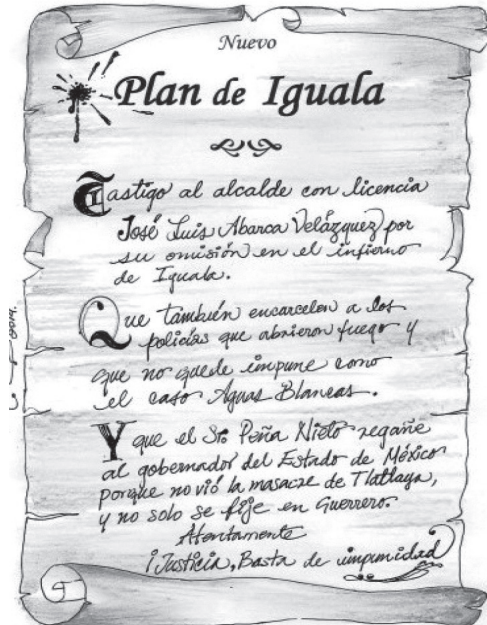 Nuevo
Plan de Iguala
Castigo al alcalde con licencia
José Luis Abarca Velázquez por
su omisión en el infierno
de Iguala.
Que también encarcelen a los
policías que abrieron fuego y
que no quede impune como
el caso Aguas Blancas.
Y que el Sr. Peña Nieto regañe
al gobernador del Estado de México
porque no vió la masacre de Tlatlaya,
y no solo se fije en Guerrero.
Atentamente
¡Justicia, Basta de impunidad